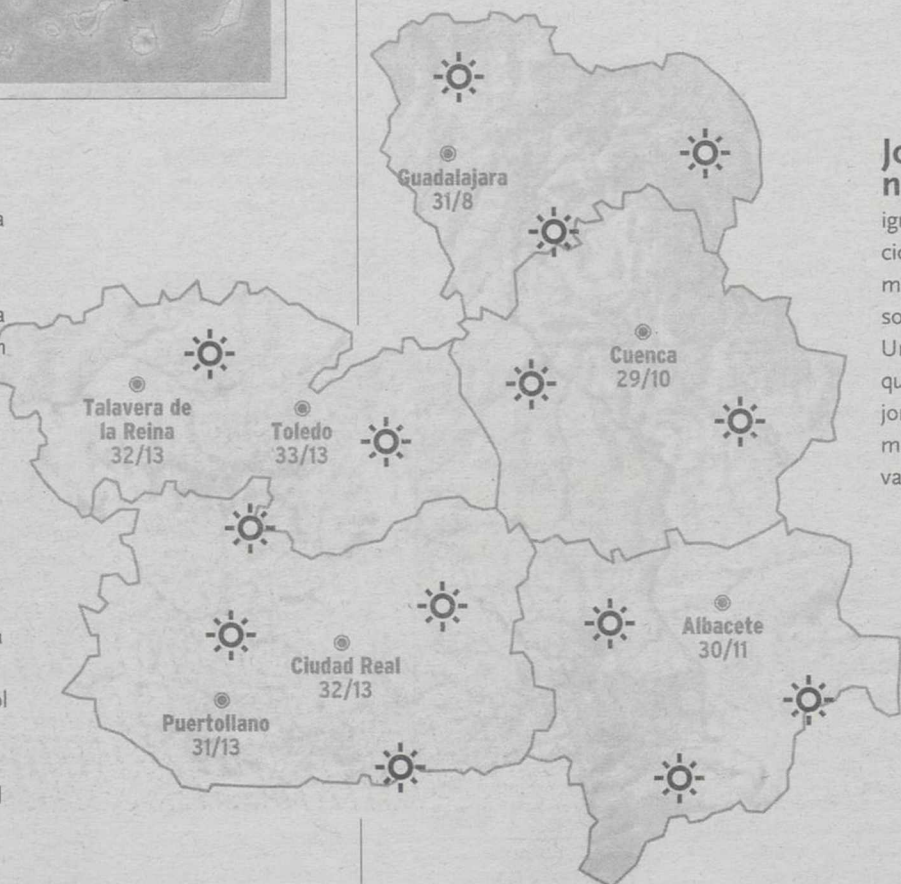 Guadalajara
31/8
Cuenca
29/10
Talavera de
la Reina
32/13
Toledo
33/13
Albacete
30/11
Ciudad Real
32/13
Puertollano
31/13